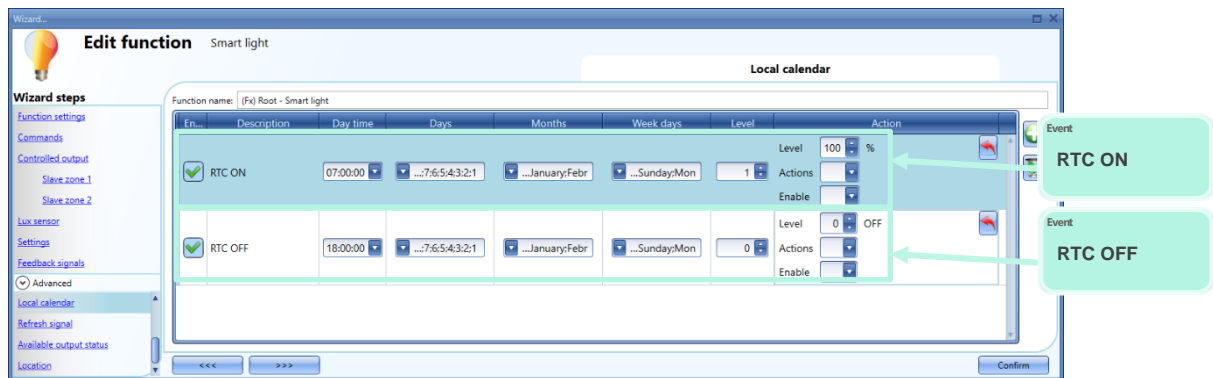 Wizard...
Edit function Smart light
Local calendar
Wizard steps
Function settings
Commands
Controlled output
Slave zone 1
Slave zone 2
Lux sensor
Settings
Feedback signals
Advanced
Local calendar
Refresh signal
Available output status
Location
Function name: (Fx) Root - Smart light
En... Description Day time Days Months Week days Level Action
RTC ON 07:00:00 ...;7;6;5;4;3;2;1 ...January;Febr ...Sunday;Mon 1
Level 100 %
Actions
Enable
RTC OFF 18:00:00 ...;7;6;5;4;3;2;1 ...January;Febr ...Sunday;Mon 0
Level 0 OFF
Actions
Enable
<<< >>> Confirm
Event
RTC ON
Event
RTC OFF